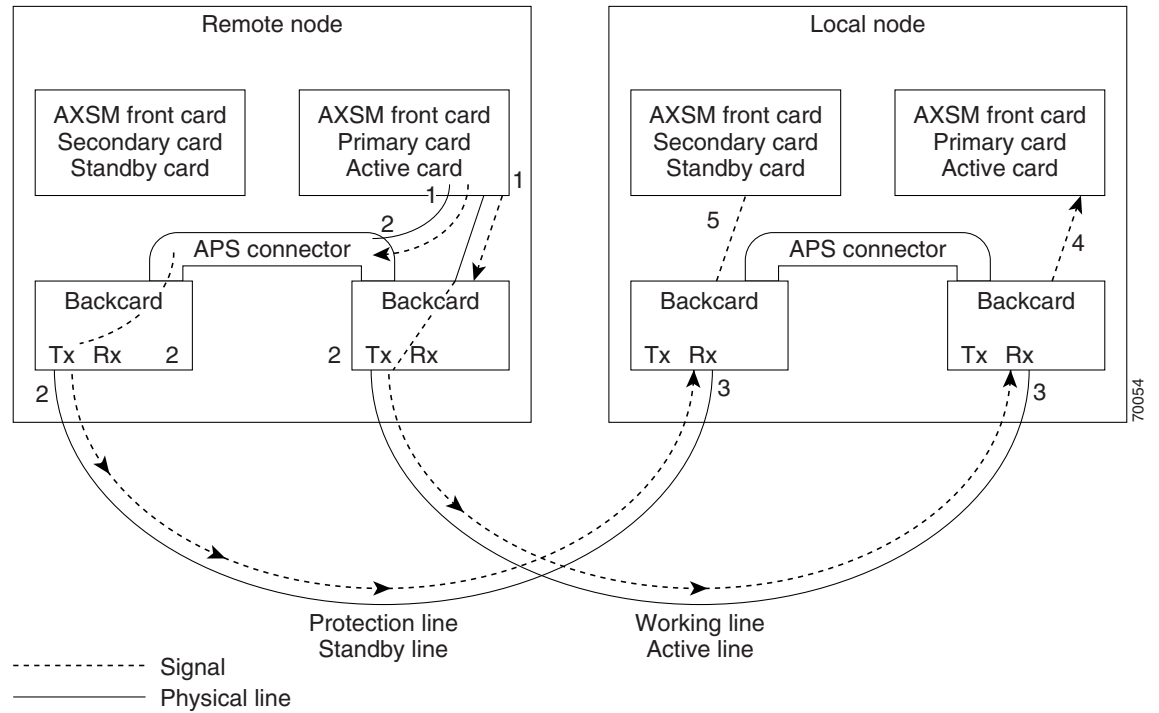 Remote node
Local node
AXSM front card
Secondary card
Standby card
AXSM front card
Primary card
Active card
AXSM front card
Secondary card
Standby card
AXSM front card
Primary card
Active card
1
1
2
5
4
APS connector
APS connector
Backcard
Backcard
Backcard
Backcard
Tx Rx 2
2 Tx Rx
Tx Rx
Tx Rx
2
3
3
70054
Protection line
Standby line
Working line
Active line
Signal
Physical line